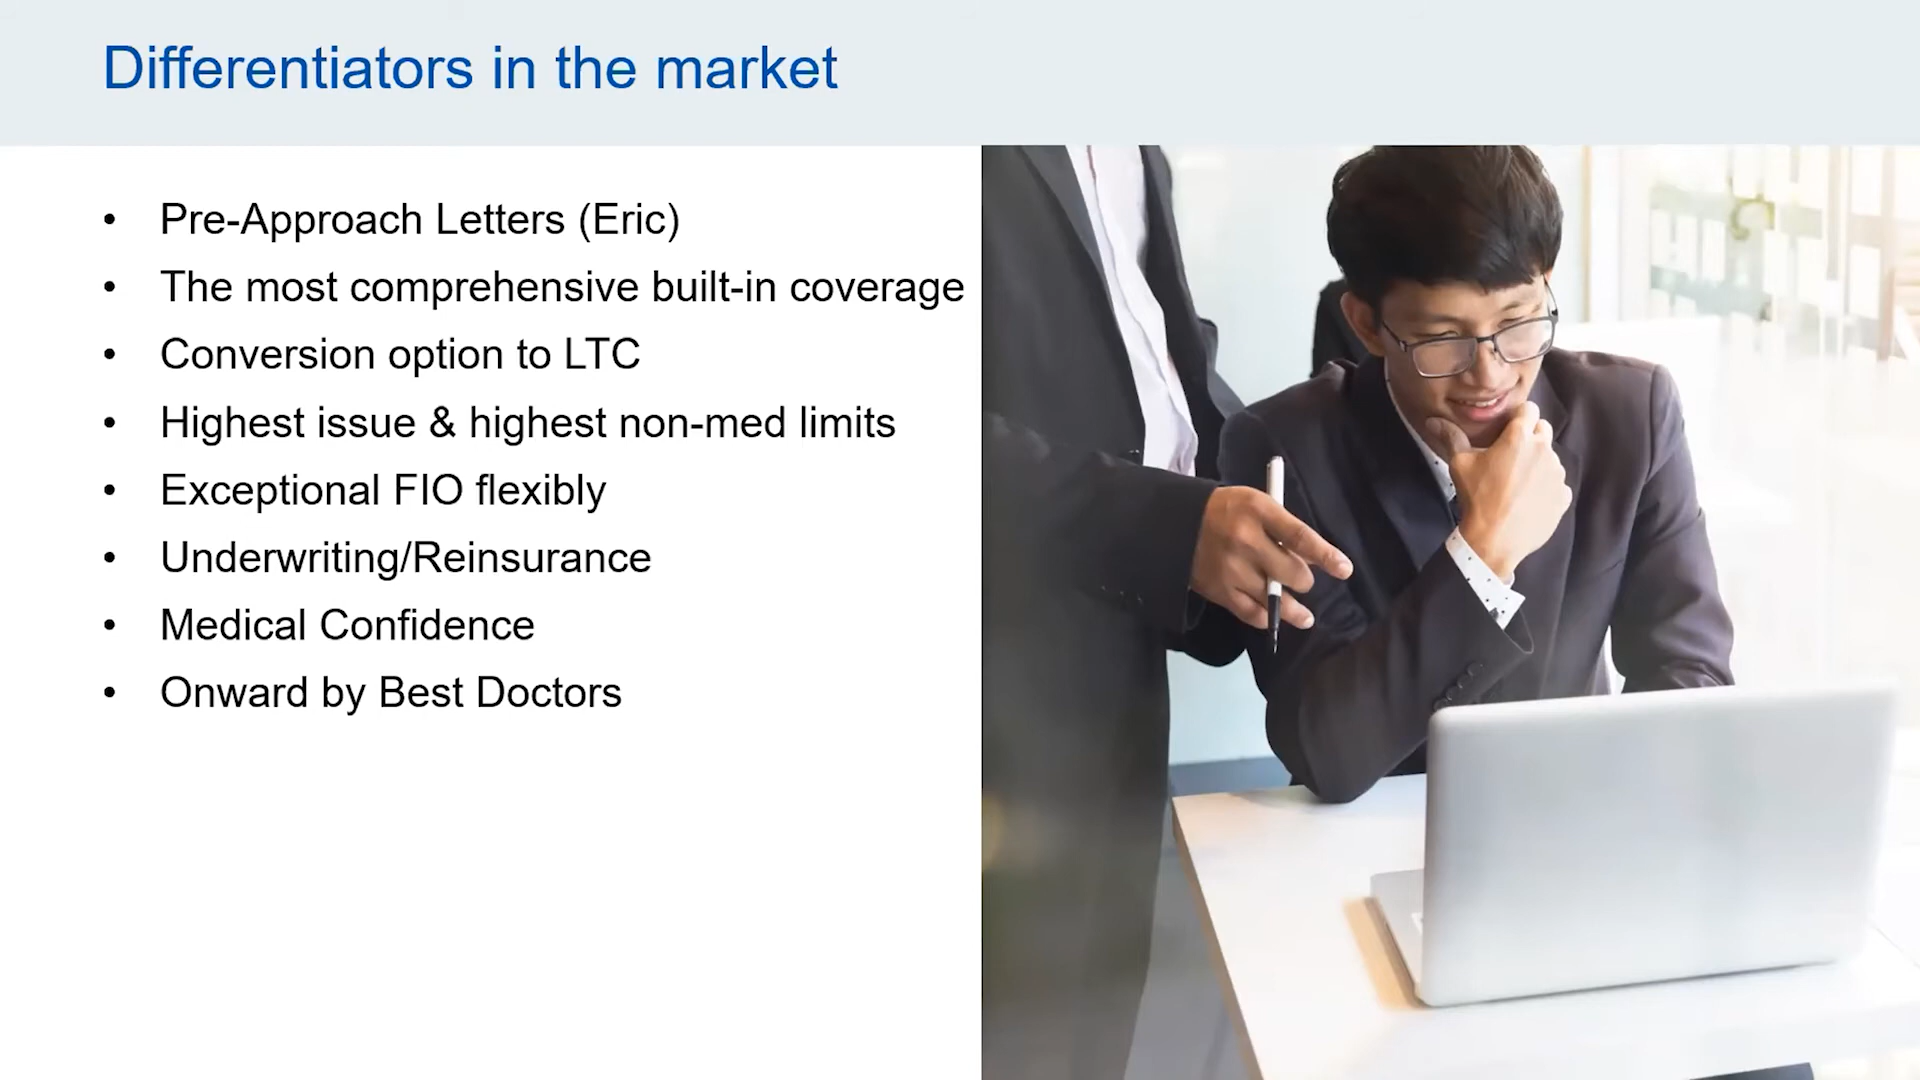 Differentiators in the market
• Pre-Approach Letters (Eric)
• The most comprehensive built-in coverage
• Conversion option to LTC
• Highest issue & highest non-med limits
• Exceptional FIO flexibly
• Underwriting/Reinsurance
• Medical Confidence
• Onward by Best Doctors